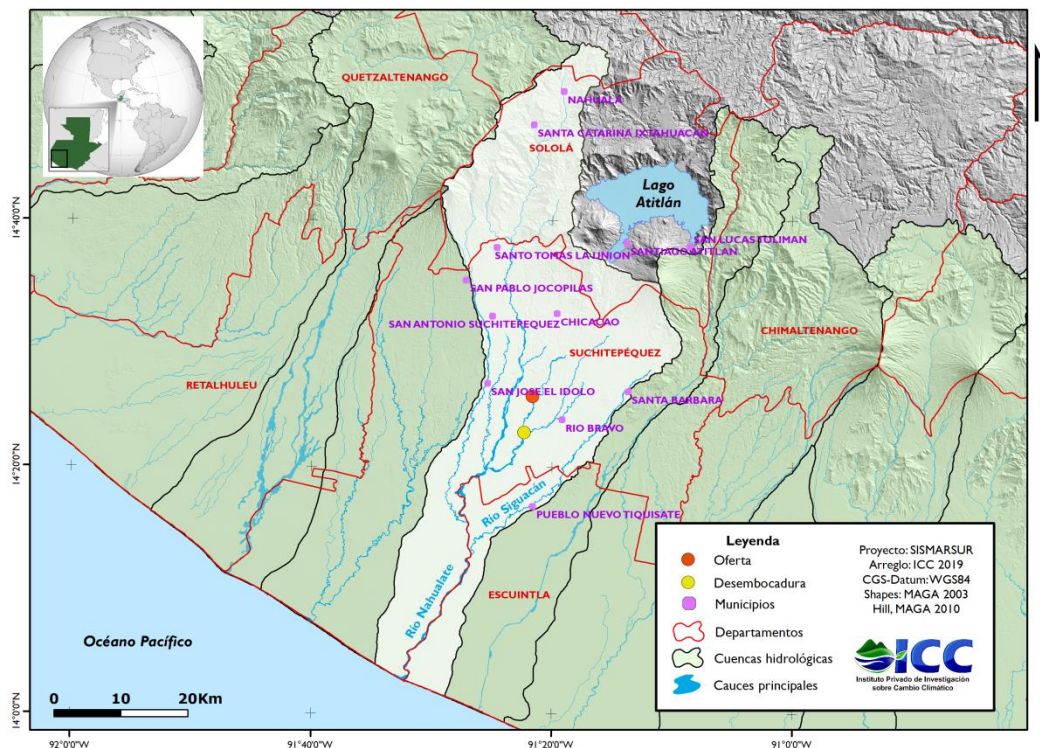 QUETZALTENANGO
NAHUALÁ
SANTA CATARINA IXTAHUACAN
SOLOLÁ
Lago
Atitlán
SAN LUCAS TOLIMAN
SANTO TOMAS LA UNION
SANTIAGO ATITLAN
SAN PABLO JOCOPILAS
SAN ANTONIO SUCHITEPEQUEZ
CHICACAO
CHIMALTENANGO
SUCHITEPÉQUEZ
RETALHULEU
SAN JOSE EL IDOLO
SANTA BARBARA
RIO BRAVO
Río Siguacán
PUEBLO NUEVO TIQUISATE
ESCUINTLA
Río Nahualate
Océano Pacífico
0 10 20Km
14°40'0"N
14°20'0"N
14°0'0"N
92°0'0"W
91°40'0"W
91°20'0"W
91°0'0"W
Leyenda
Oferta
Desembocadura
Municipios
Departamentos
Cuencas hidrológicas
Cauces principales
Proyecto: SISMARSUR
Arreglo: ICC 2019
CGS-Datum: WGS84
Shapes: MAGA 2003
Hill, MAGA 2010
ICC
Instituto Privado de Investigación
sobre Cambio Climático